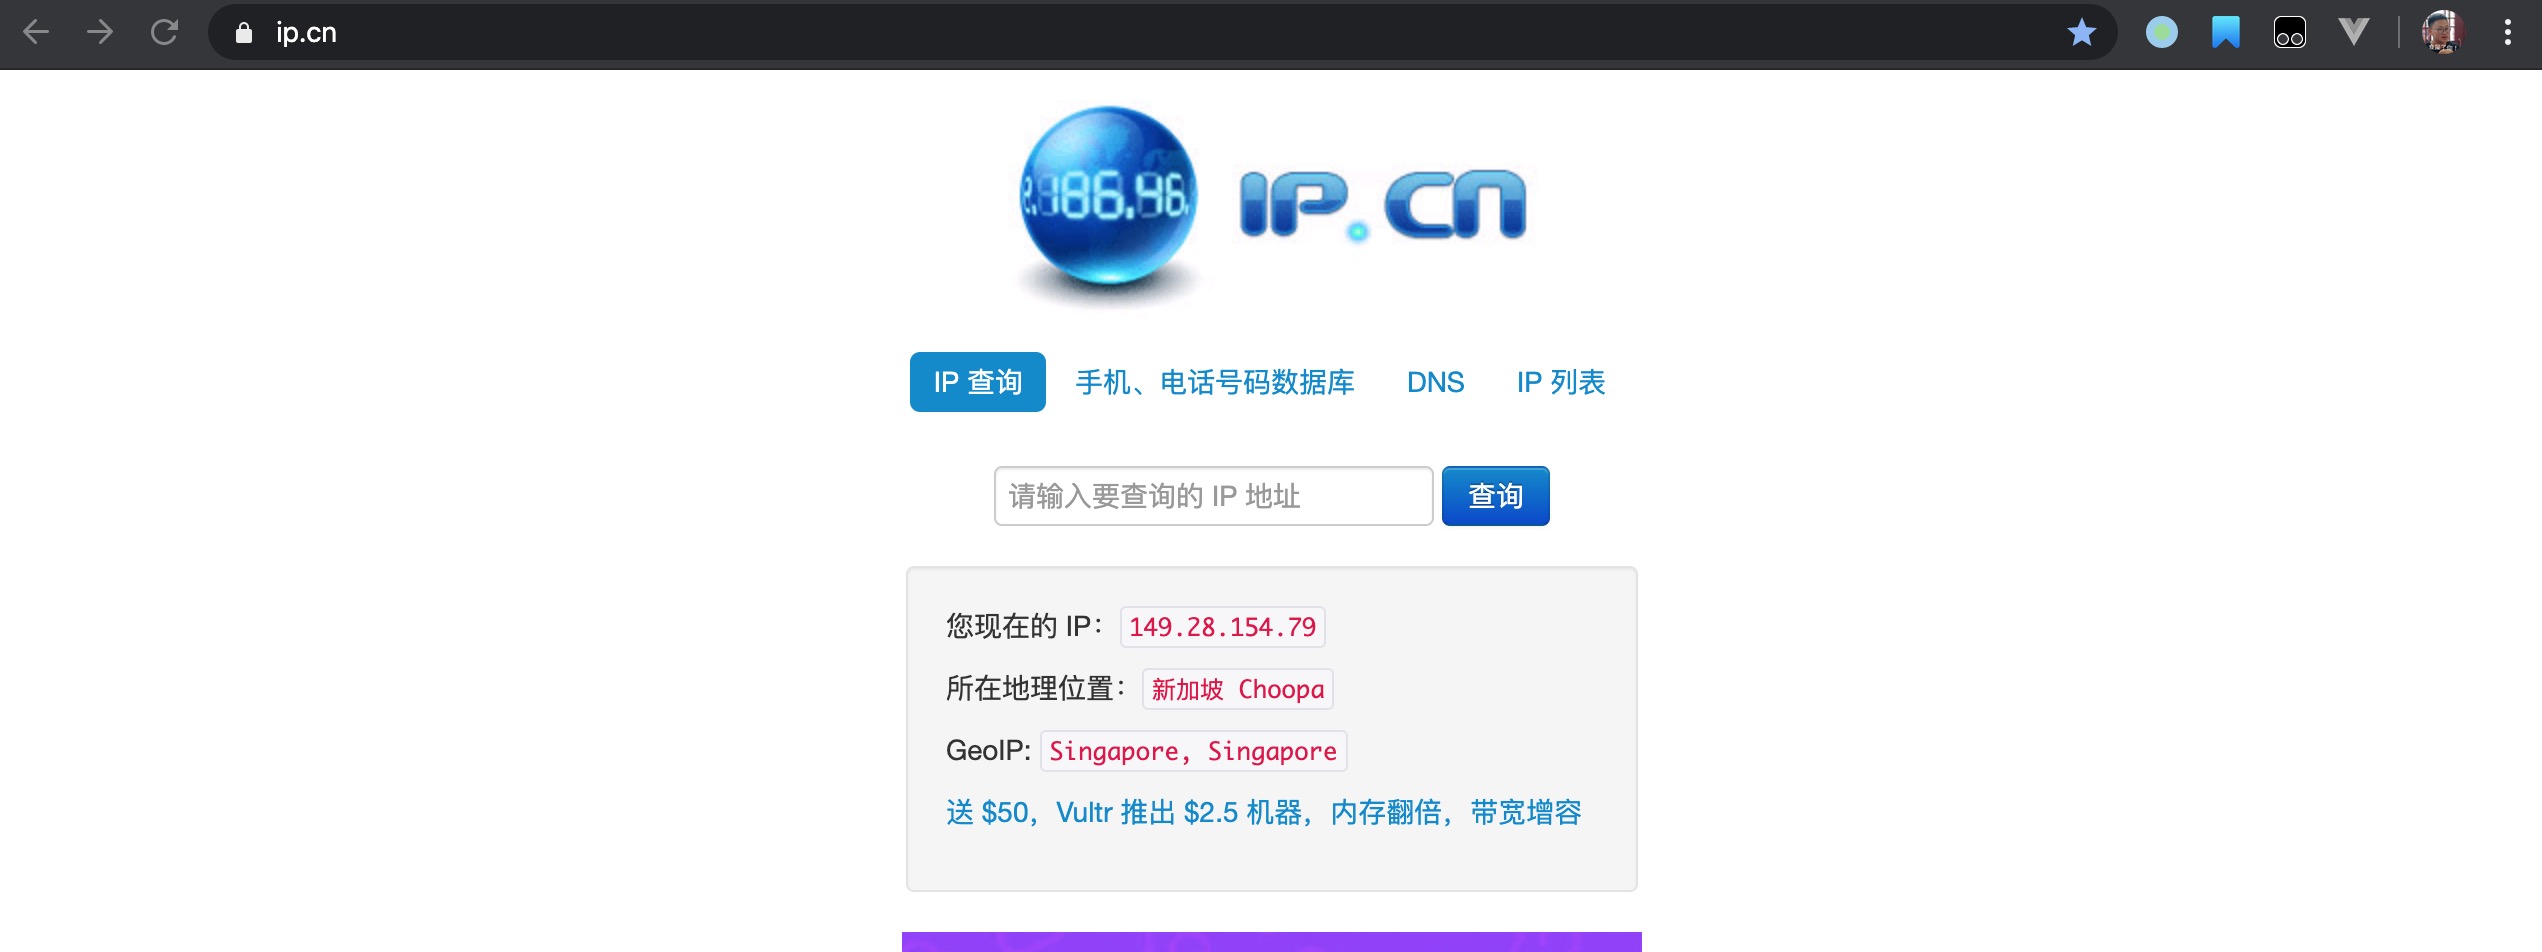 ip.cn
2.186.46.
IP.CN
IP 查询 手机、电话号码数据库 DNS IP 列表
请输入要查询的 IP 地址 查询
您现在的 IP： 149.28.154.79
所在地理位置： 新加坡 Choopa
GeoIP: Singapore, Singapore
送 $50，Vultr 推出 $2.5 机器，内存翻倍，带宽增容